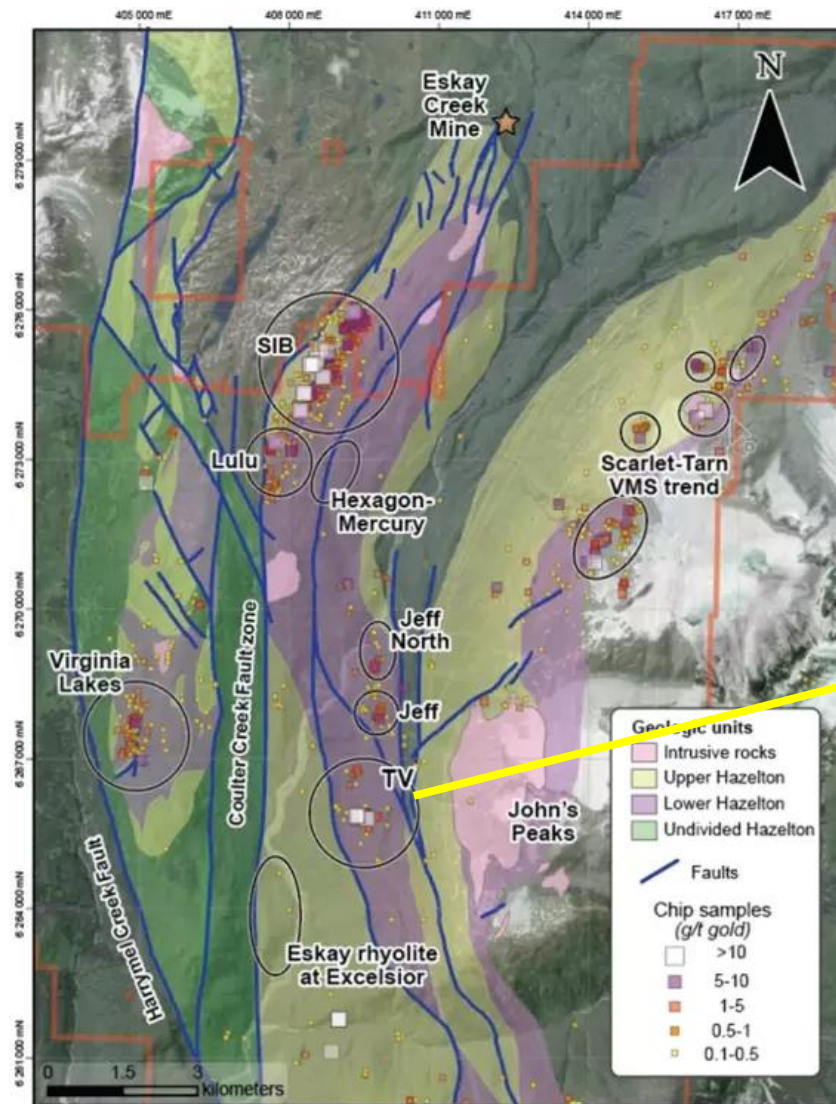 405 000 mE
408 000 mE
411 000 mE
414 000 mE
417 000 mE
N
Eskay
Creek
Mine
6 279 000 mN
6 276 000 mN
SIB
6 273 000 mN
Lulu
Hexagon-
Mercury
Scarlet-Tarn
VMS trend
6 270 000 mN
Jeff
North
Virginia
Lakes
Coulter Creek Fault zone
Jeff
6 267 000 mN
TV
John's
Peaks
Harrymel Creek Fault
6 264 000 mN
Eskay rhyolite
at Excelsior
6 261 000 mN
0 1.5 3
kilometers
Geologic units
Intrusive rocks
Upper Hazelton
Lower Hazelton
Undivided Hazelton
Faults
Chip samples
(g/t gold)
>10
5-10
1-5
0.5-1
0.1-0.5